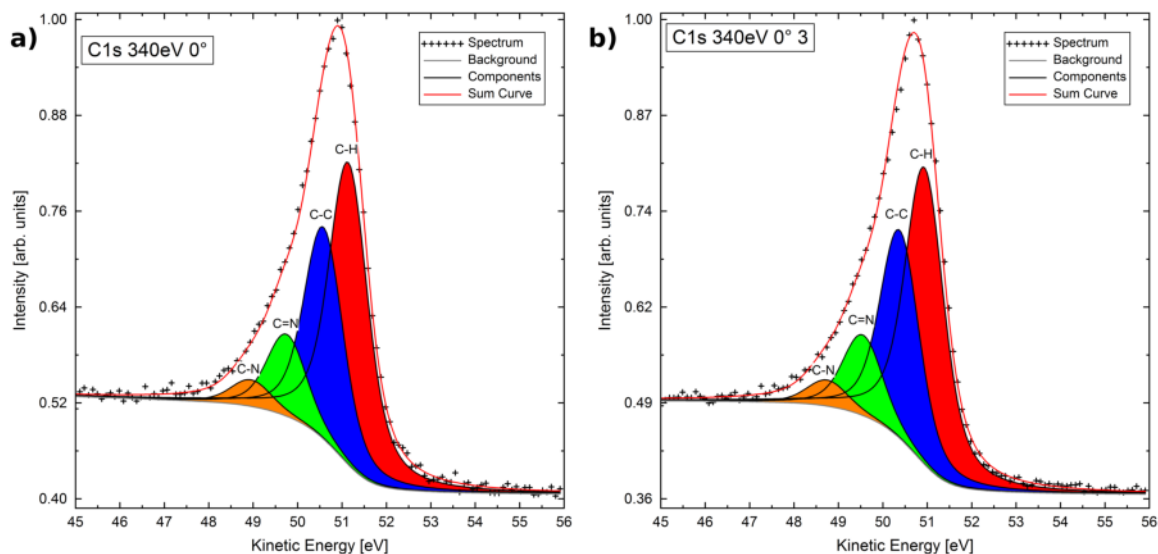 a)
C1s 340eV 0°
Spectrum
Background
Components
Sum Curve
C-H
C-C
C=N
C-N
1.00
0.88
0.76
0.64
0.52
0.40
Intensity [arb. units]
45 46 47 48 49 50 51 52 53 54 55 56
Kinetic Energy [eV]
b)
C1s 340eV 0° 3
Spectrum
Background
Components
Sum Curve
C-H
C-C
C=N
C-N
1.00
0.87
0.74
0.62
0.49
0.36
Intensity [arb. units]
45 46 47 48 49 50 51 52 53 54 55 56
Kinetic Energy [eV]